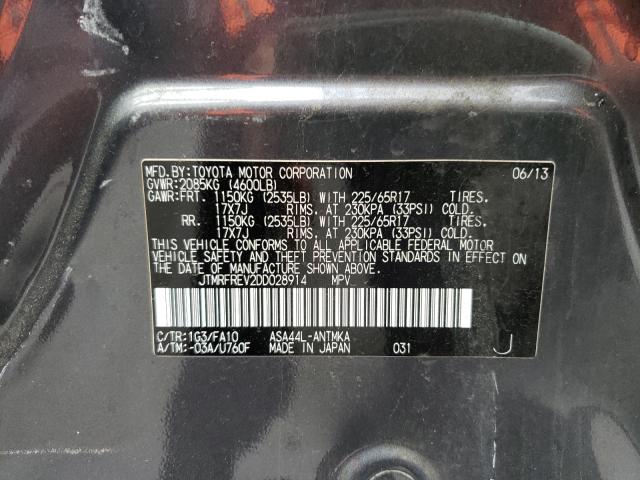 MFD.BY:TOYOTA MOTOR CORPORATION 06/13
GVWR:2085KG (4600LB)
GAWR:FRT. 1150KG (2535LB) WITH 225/65R17 TIRES.
17X7J RIMS. AT 230KPA (33PSI) COLD.
RR. 1150KG (2535LB) WITH 225/65R17 TIRES.
17X7J RIMS. AT 230KPA (33PSI) COLD.
THIS VEHICLE CONFORMS TO ALL APPLICABLE FEDERAL MOTOR
VEHICLE SAFETY AND THEFT PREVENTION STANDARDS IN EFFECT
ON THE DATE OF MANUFACTURE SHOWN ABOVE.
JTMRFREV2DD028914 MPV
C/TR:1G3/FA10 ASA44L-ANTMKA
A/TM:-03A/U760F MADE IN JAPAN 031 J